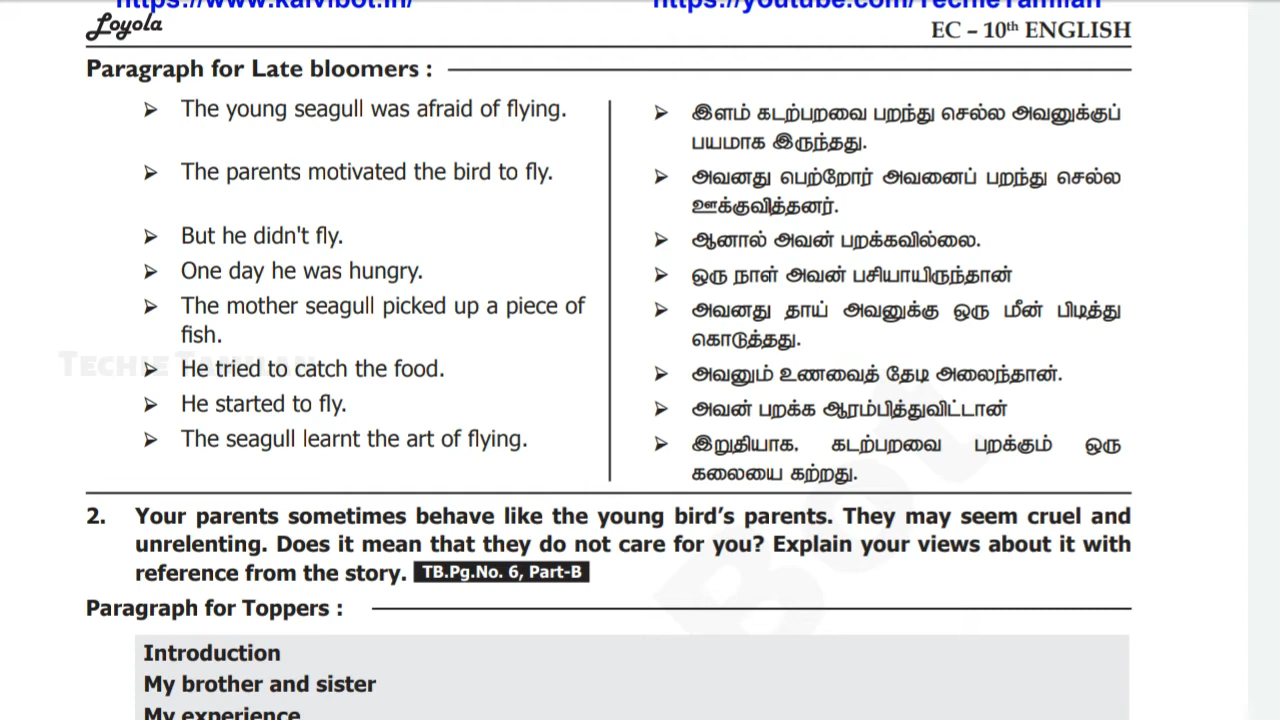 https://www.kalvibot.in/ https://youtube.com/TechieTamilan
Loyola EC – 10th ENGLISH
Paragraph for Late bloomers :
➢ The young seagull was afraid of flying.
➢ The parents motivated the bird to fly.
➢ But he didn't fly.
➢ One day he was hungry.
➢ The mother seagull picked up a piece of
fish.
➢ He tried to catch the food.
➢ He started to fly.
➢ The seagull learnt the art of flying.
➢ இளம் கடற்பறவை பறந்து செல்ல அவனுக்குப்
பயமாக இருந்தது.
➢ அவனது பெற்றோர் அவனைப் பறந்து செல்ல
ஊக்குவித்தனர்.
➢ ஆனால் அவன் பறக்கவில்லை.
➢ ஒரு நாள் அவன் பசியாயிருந்தான்
➢ அவனது தாய் அவனுக்கு ஒரு மீன் பிடித்து
கொடுத்தது.
➢ அவனும் உணவைத் தேடி அலைந்தான்.
➢ அவன் பறக்க ஆரம்பித்துவிட்டான்
➢ இறுதியாக. கடற்பறவை பறக்கும் ஒரு
கலையை கற்றது.
TECHIE TAMILAN
2. Your parents sometimes behave like the young bird's parents. They may seem cruel and
unrelenting. Does it mean that they do not care for you? Explain your views about it with
reference from the story. TB.Pg.No. 6, Part-B
Paragraph for Toppers :
Introduction
My brother and sister
My experience
Bot